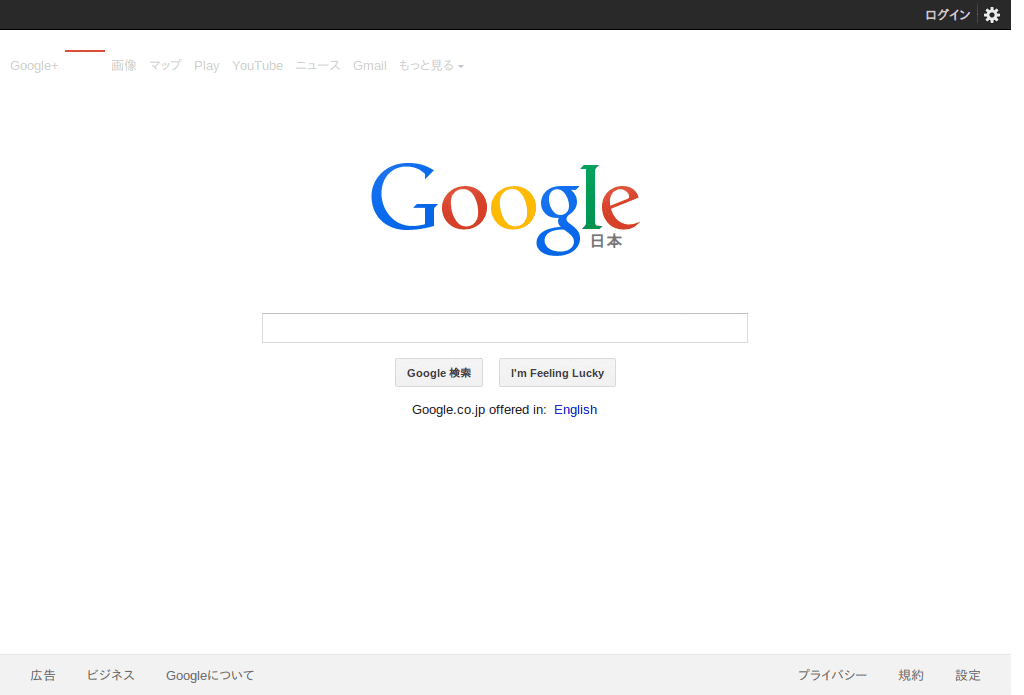 ログイン
Google+ 画像 マップ Play YouTube ニュース Gmail もっと見る
Google
日本
Google 検索 I'm Feeling Lucky
Google.co.jp offered in: English
広告 ビジネス Googleについて プライバシー 規約 設定